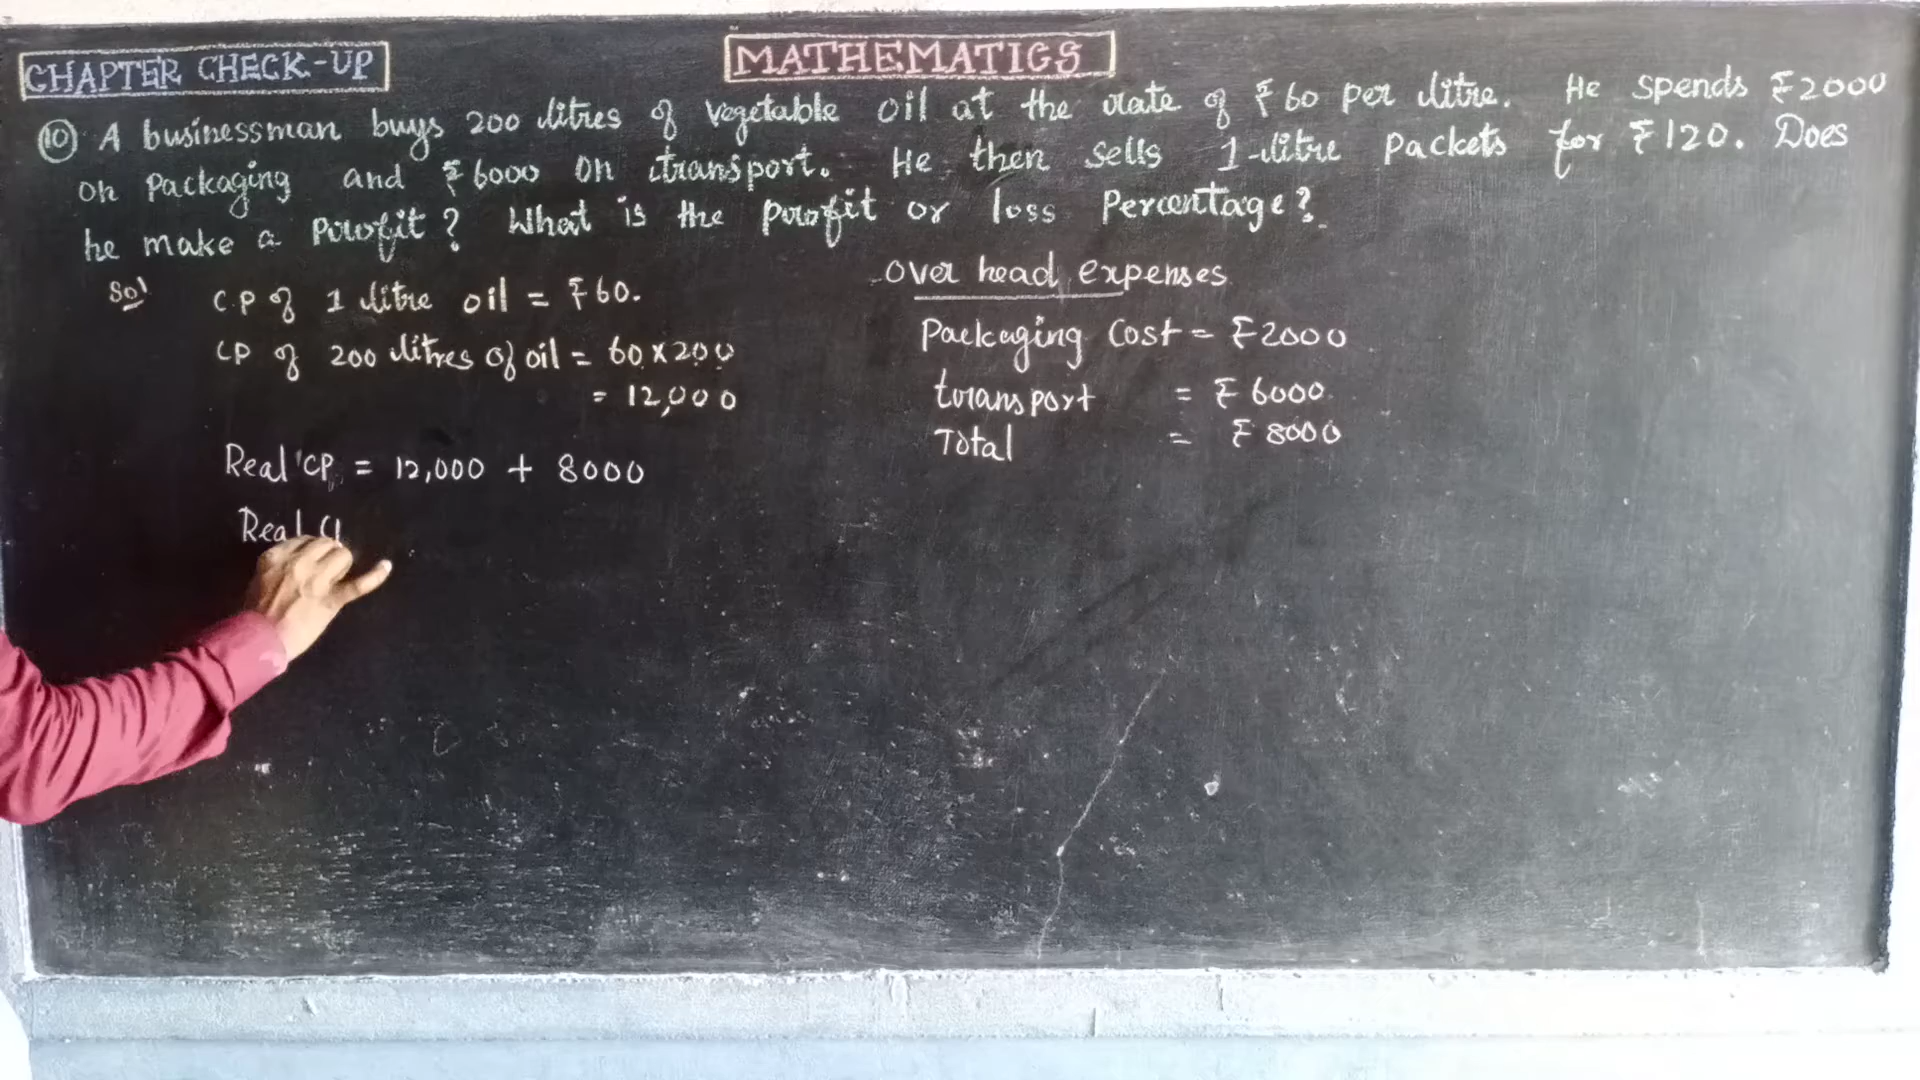 CHAPTER CHECK-UP
MATHEMATICS
10 A businessman buys 200 litres of vegetable oil at the rate of ₹60 per litre. He spends ₹2000
on packaging and ₹6000 on transport. He then sells 1-litre packets for ₹120. Does
he make a profit? What is the profit or loss percentage?
Sol
C.P of 1 litre oil = ₹60.
CP of 200 litres of oil = 60 x 200
= 12,000
Real CP = 12,000 + 8000
Real
Over head expenses
Packaging Cost = ₹2000
transport = ₹6000
Total = ₹8000